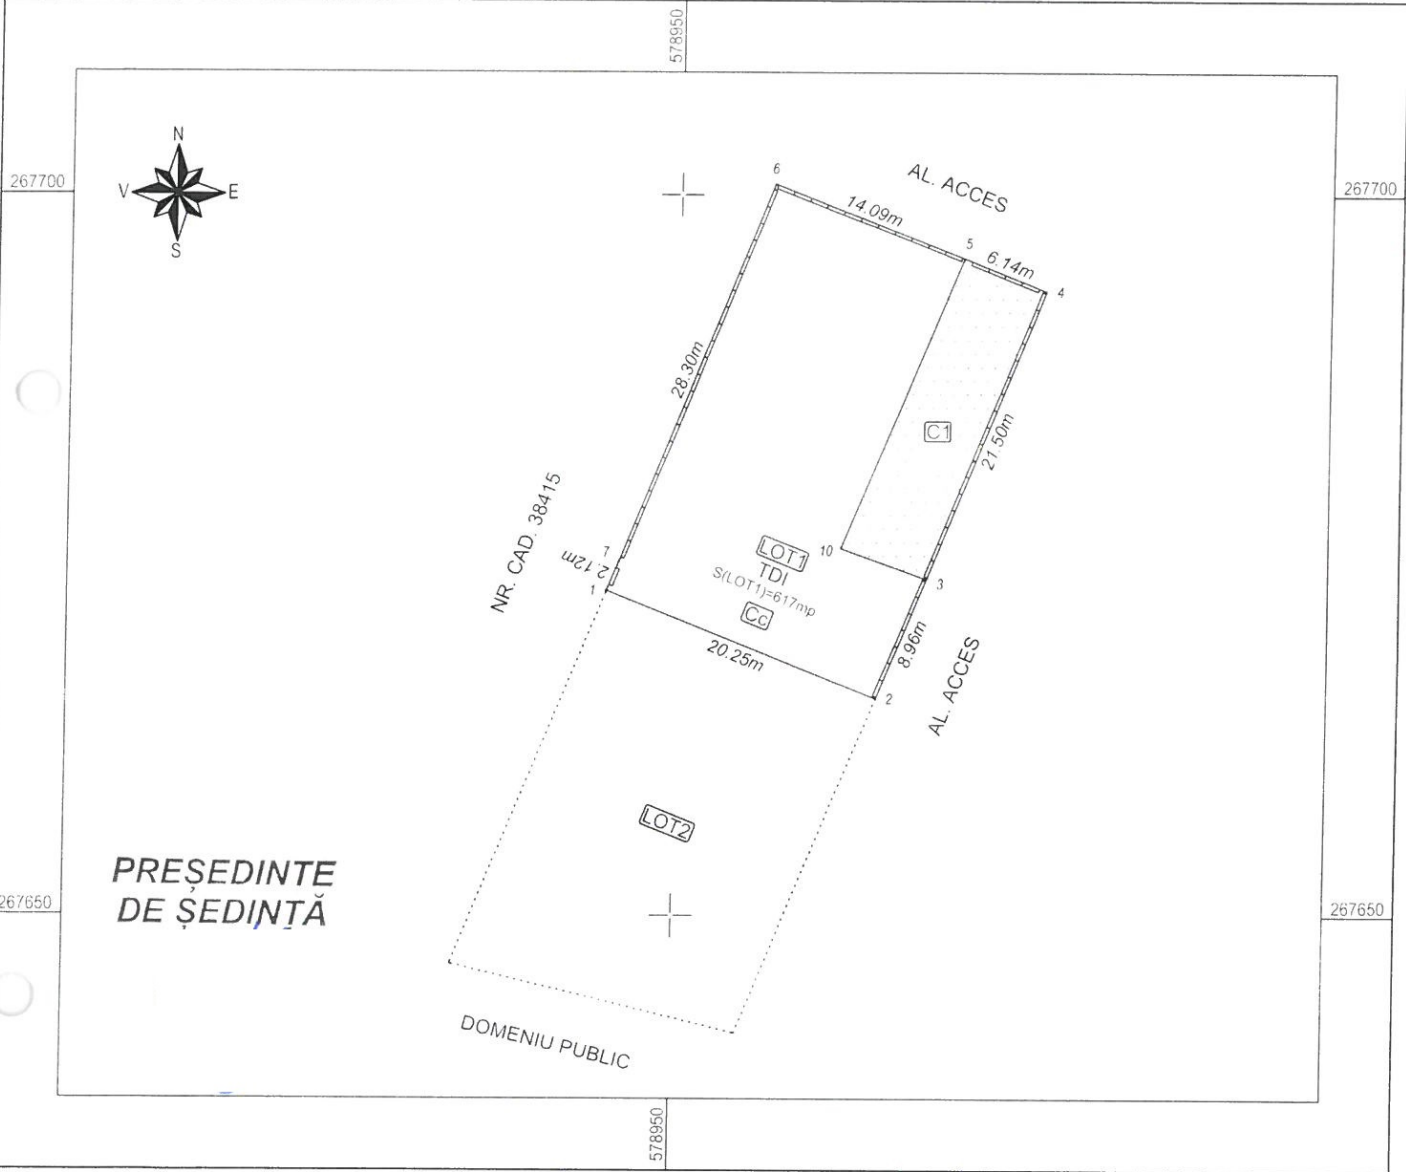 578950
N
V
E
S
267700
267700
6
AL. ACCES
14.09m
5
6.14m
4
28.30m
C1
21.50m
NR. CAD. 38415
7
2.12m
1
10
LOT1
TDI
S(LOT1)=617mp
Cc
3
20.25m
8.96m
2
AL. ACCES
LOT2
PREȘEDINTE
DE ȘEDINȚĂ
267650
267650
DOMENIU PUBLIC
578950